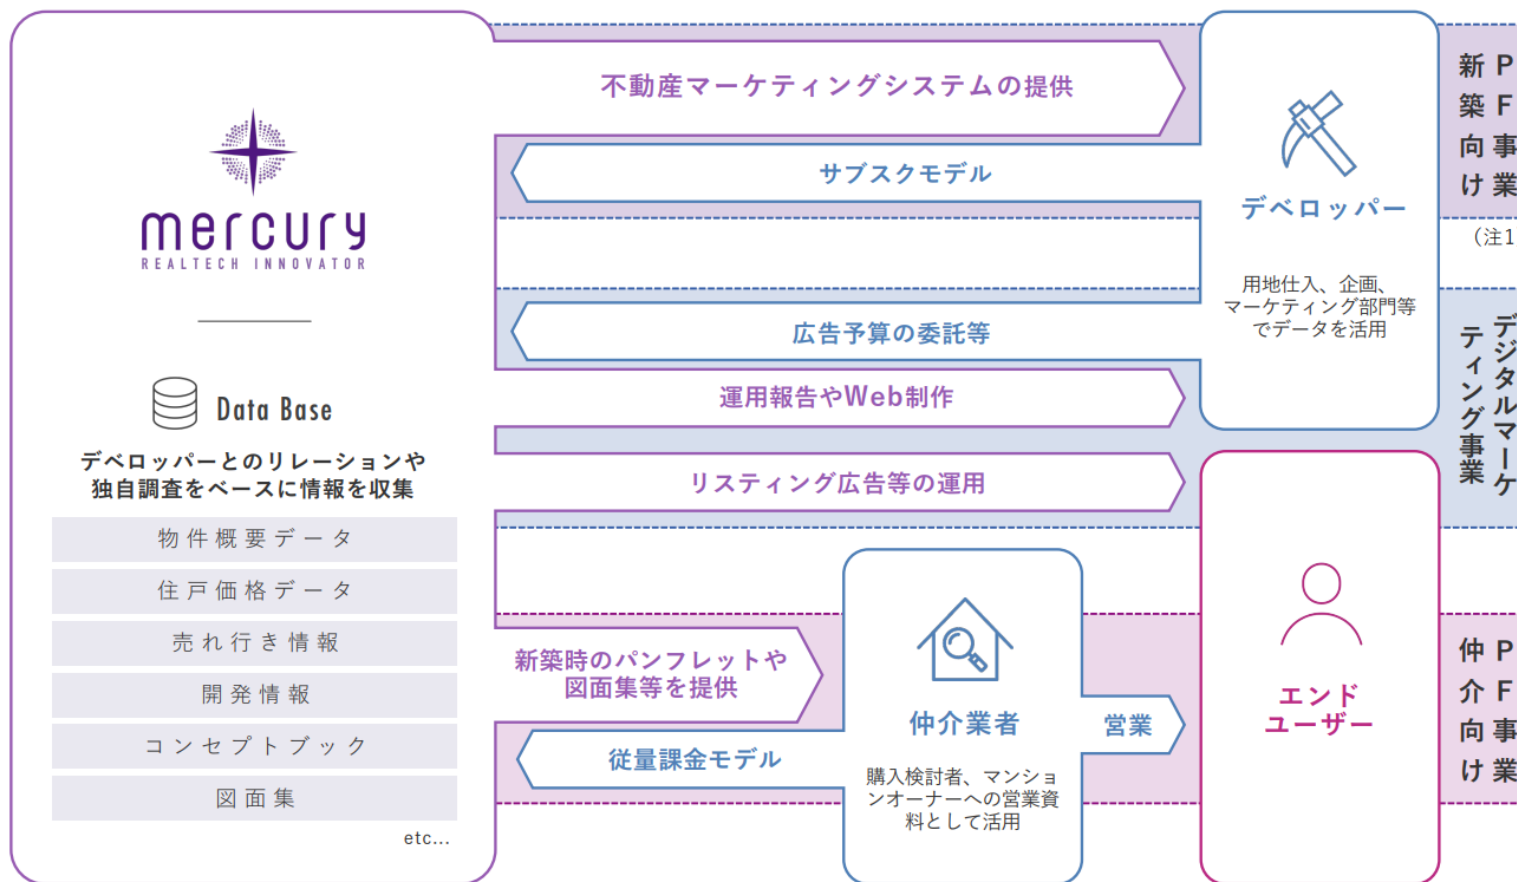 mercury
REALTECH INNOVATOR
Data Base
デベロッパーとのリレーションや
独自調査をベースに情報を収集
物件概要データ
住戸価格データ
売れ行き情報
開発情報
コンセプトブック
図面集
etc...
不動産マーケティングシステムの提供
サブスクモデル
広告予算の委託等
運用報告やWeb制作
リスティング広告等の運用
新築時のパンフレットや
図面集等を提供
従量課金モデル
デベロッパー
用地仕入、企画、
マーケティング部門等
でデータを活用
仲介業者
購入検討者、マンショ
ンオーナーへの営業資
料として活用
営業
エンド
ユーザー
新築向け
PF事業
（注1
デジタルマーケ
ティング事業
仲介向け
PF事業